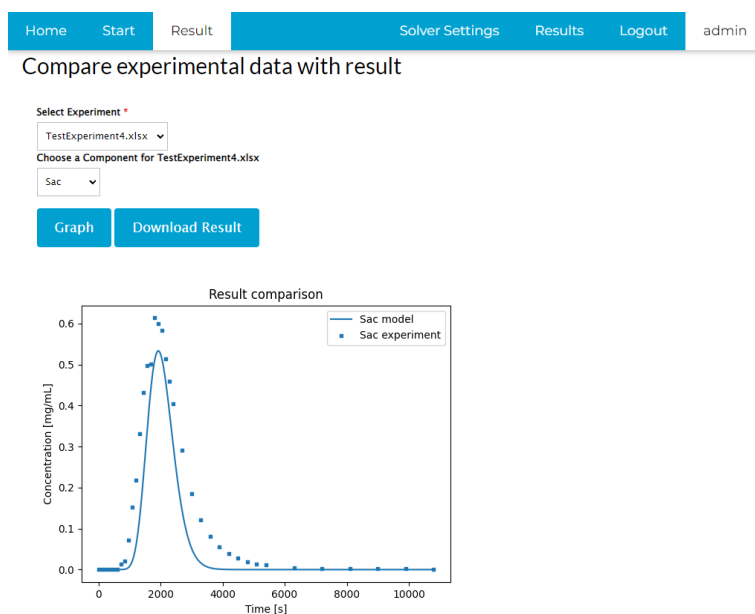 Home Start Result Solver Settings Results Logout admin
Compare experimental data with result
Select Experiment *
TestExperiment4.xlsx
Choose a Component for TestExperiment4.xlsx
Sac
Graph Download Result
Result comparison
Sac model
Sac experiment
0.6
0.5
0.4
0.3
0.2
0.1
0.0
Concentration [mg/mL]
0 2000 4000 6000 8000 10000
Time [s]